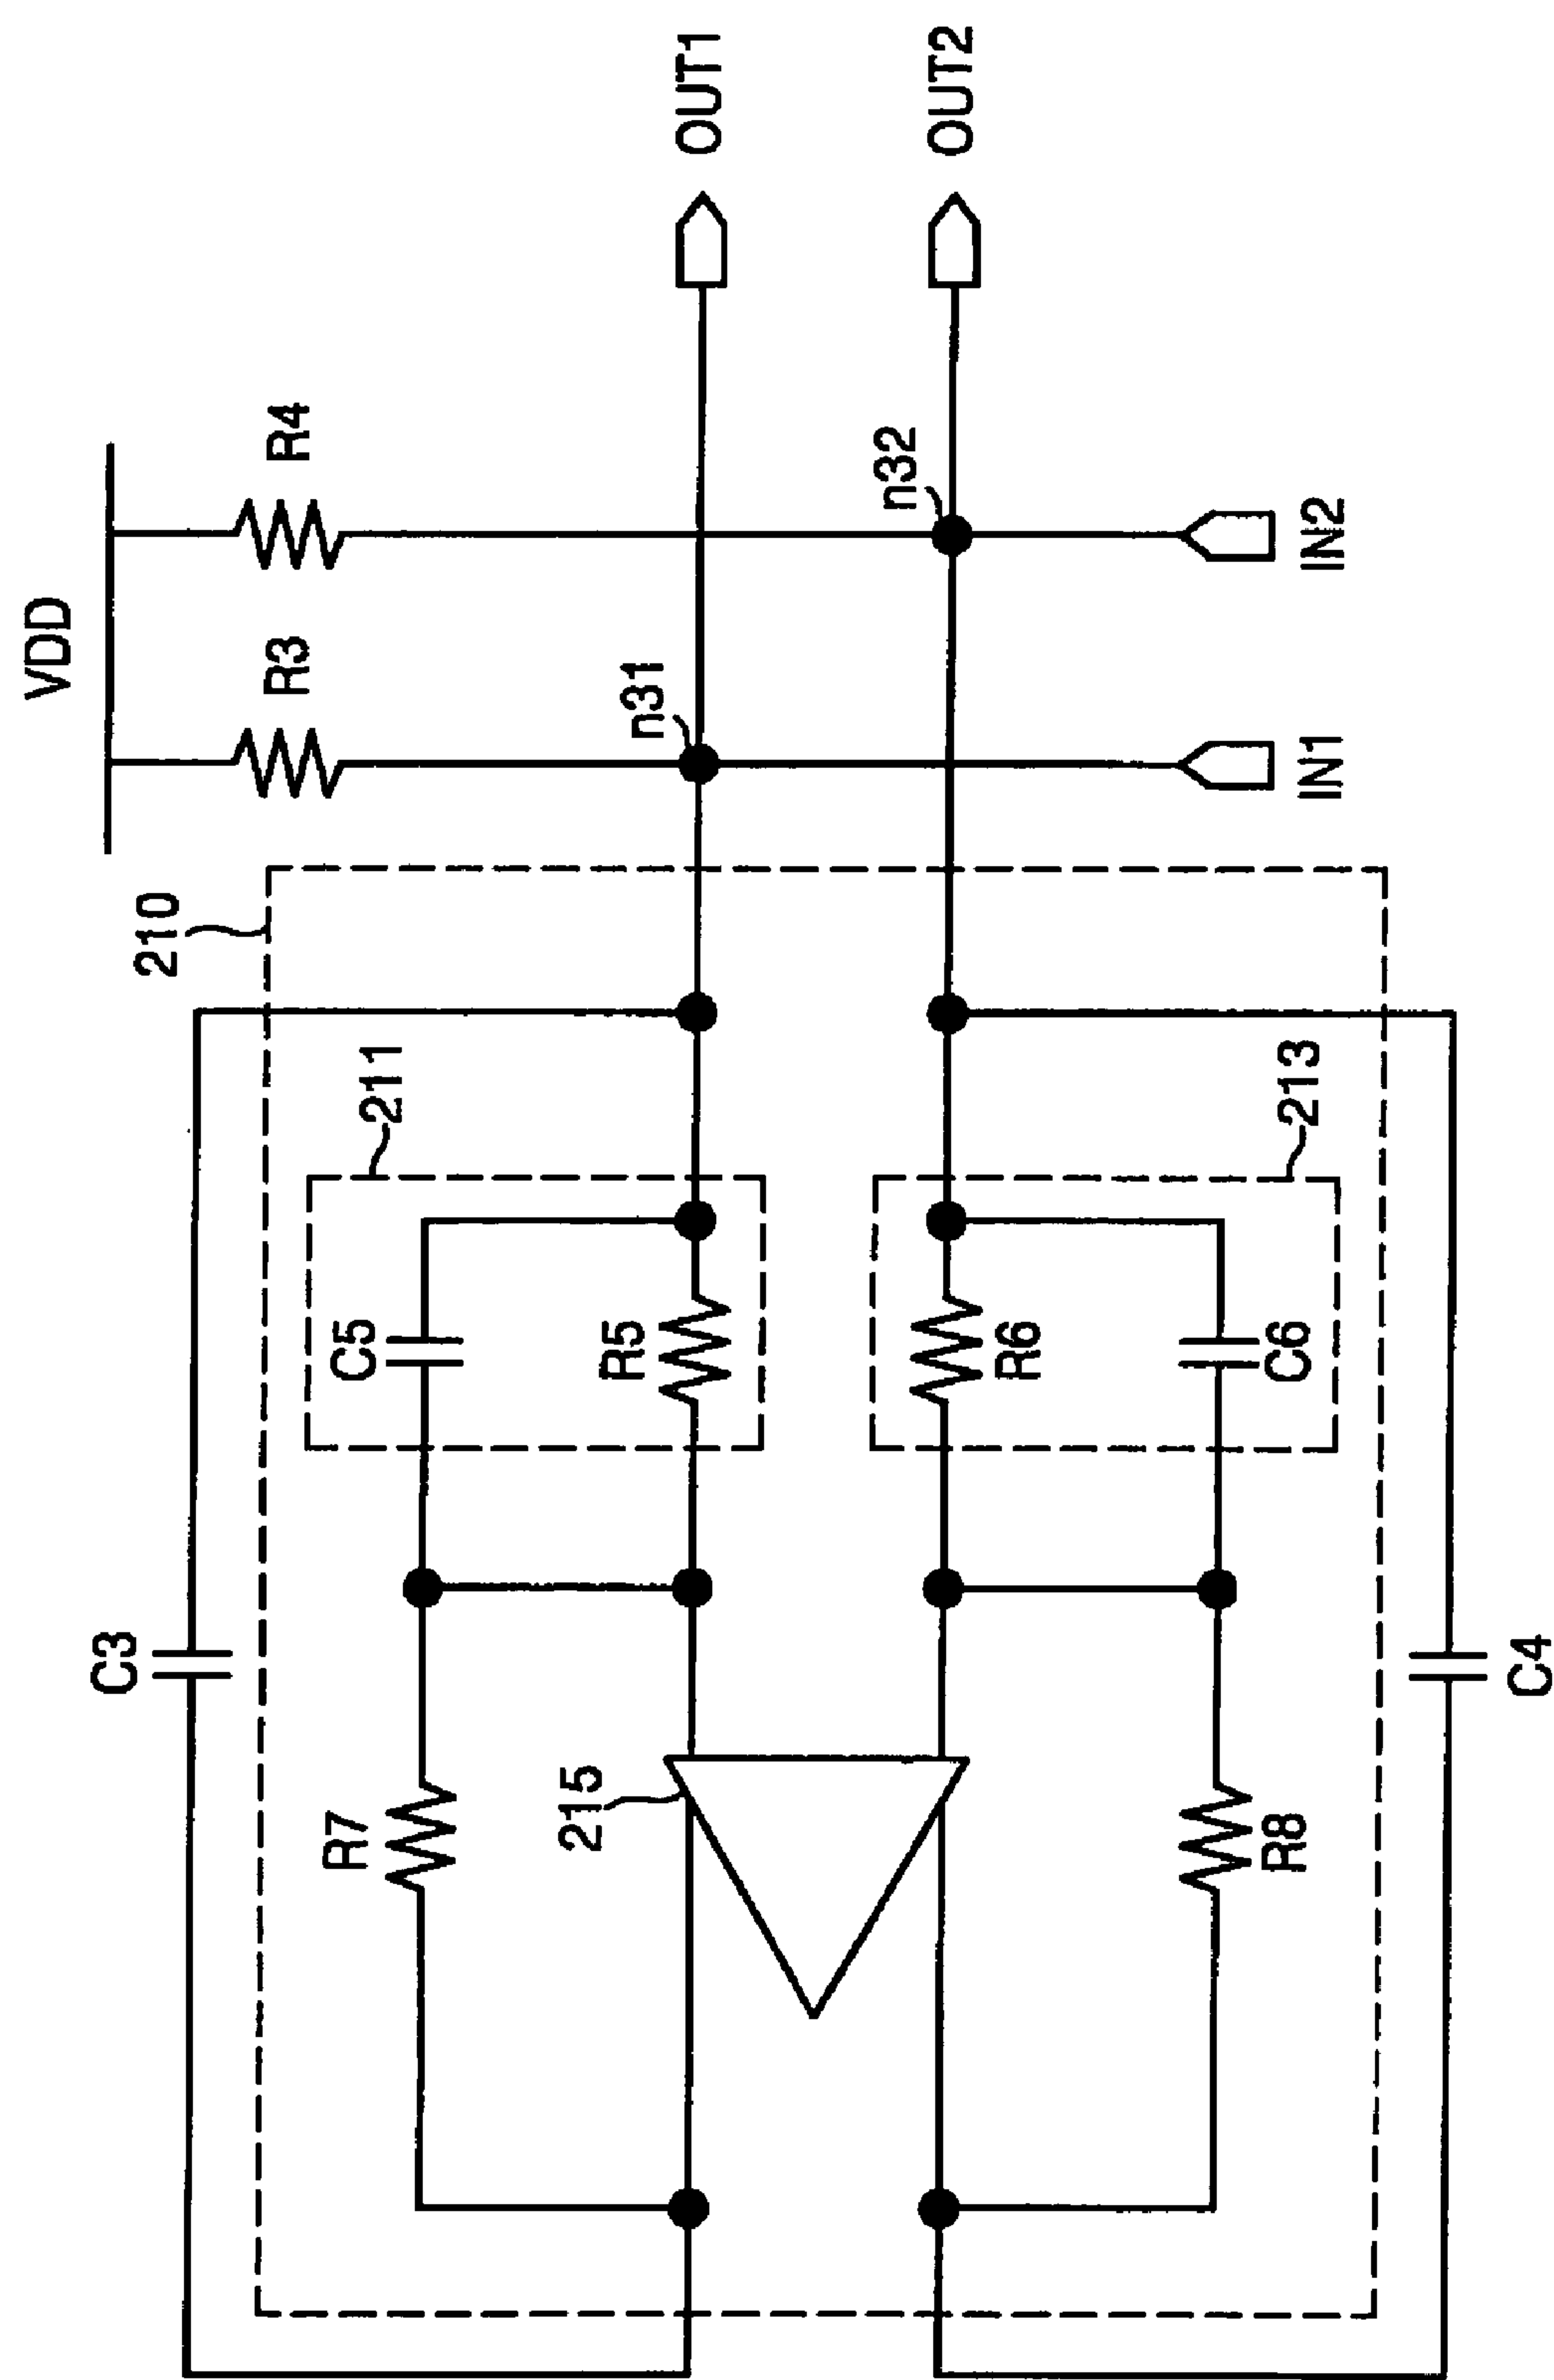 VDD
R3
R4
OUT1
OUT2
n31
n32
IN1
IN2
210
211
213
C3
C5
R5
R6
C6
C4
R7
215
R8